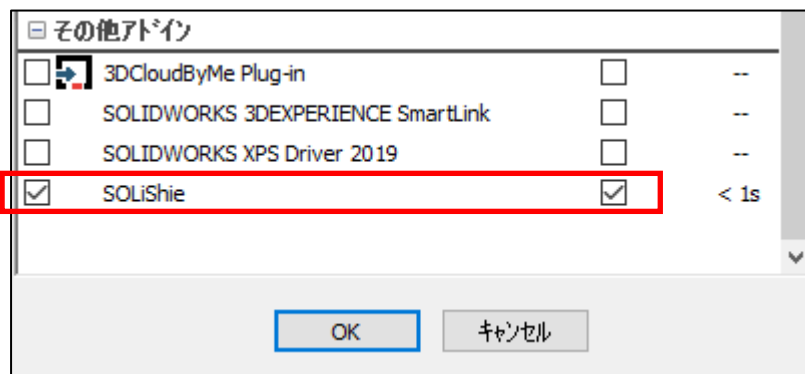 その他アドイン
3DCloudByMe Plug-in --
SOLIDWORKS 3DEXPERIENCE SmartLink --
SOLIDWORKS XPS Driver 2019 --
SOLiShie < 1s
OK キャンセル